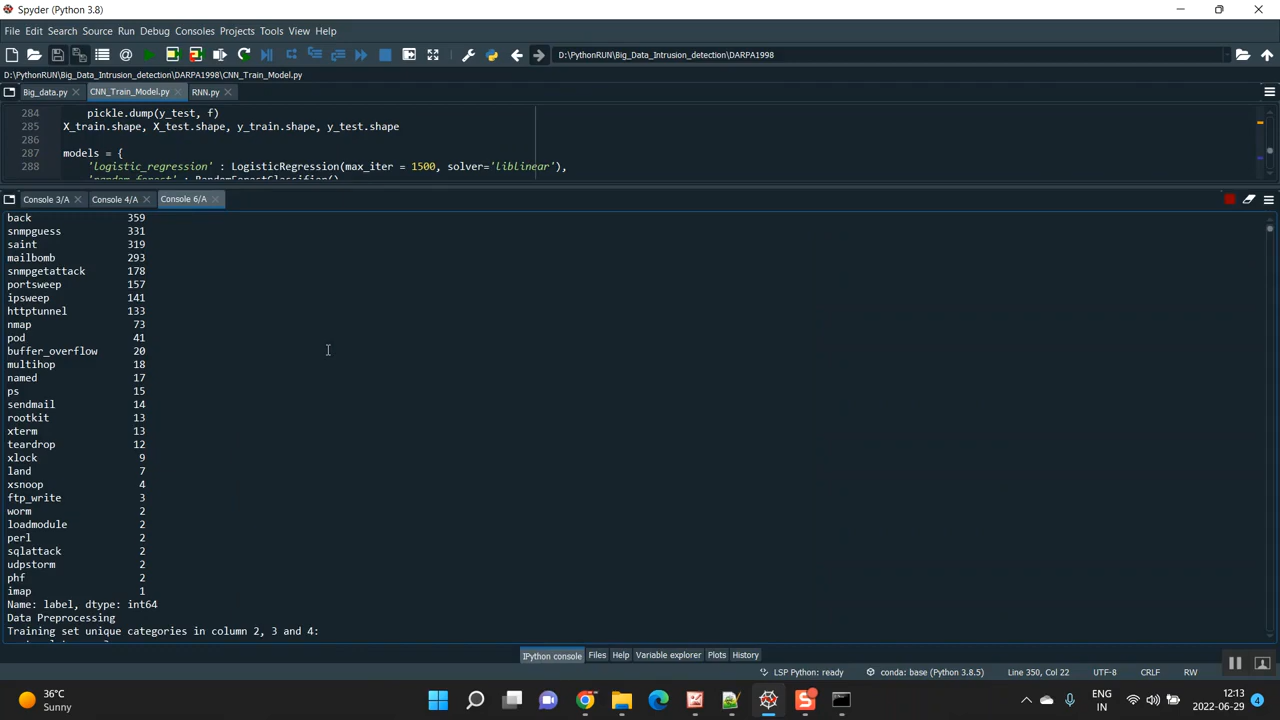 Spyder (Python 3.8)
File Edit Search Source Run Debug Consoles Projects Tools View Help
D:\PythonRUN\Big_Data_Intrusion_detection\DARPA1998
D:\PythonRUN\Big_Data_Intrusion_detection\DARPA1998\CNN_Train_Model.py
Big_data.py CNN_Train_Model.py RNN.py
284 pickle.dump(y_test, f)
285 X_train.shape, X_test.shape, y_train.shape, y_test.shape
286
287 models = {
288 'logistic_regression' : LogisticRegression(max_iter = 1500, solver='liblinear'),
'random_forest' : RandomForestClassifier()
Console 3/A Console 4/A Console 6/A
back 359
snmpguess 331
saint 319
mailbomb 293
snmpgetattack 178
portsweep 157
ipsweep 141
httptunnel 133
nmap 73
pod 41
buffer_overflow 20
multihop 18
named 17
ps 15
sendmail 14
rootkit 13
xterm 13
teardrop 12
xlock 9
land 7
xsnoop 4
ftp_write 3
worm 2
loadmodule 2
perl 2
sqlattack 2
udpstorm 2
phf 2
imap 1
Name: label, dtype: int64
Data Preprocessing
Training set unique categories in column 2, 3 and 4:
IPython console Files Help Variable explorer Plots History
LSP Python: ready conda: base (Python 3.8.5) Line 350, Col 22 UTF-8 CRLF RW
36°C
Sunny
ENG
IN
12:13
2022-06-29
4